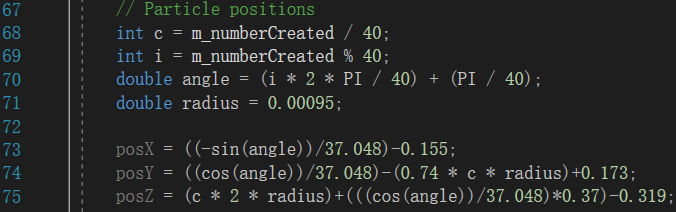 67 // Particle positions
68 int c = m_numberCreated / 40;
69 int i = m_numberCreated % 40;
70 double angle = (i * 2 * PI / 40) + (PI / 40);
71 double radius = 0.00095;
72
73 posX = ((-sin(angle))/37.048)-0.155;
74 posY = ((cos(angle))/37.048)-(0.74 * c * radius)+0.173;
75 posZ = (c * 2 * radius)+(((cos(angle))/37.048)*0.37)-0.319;